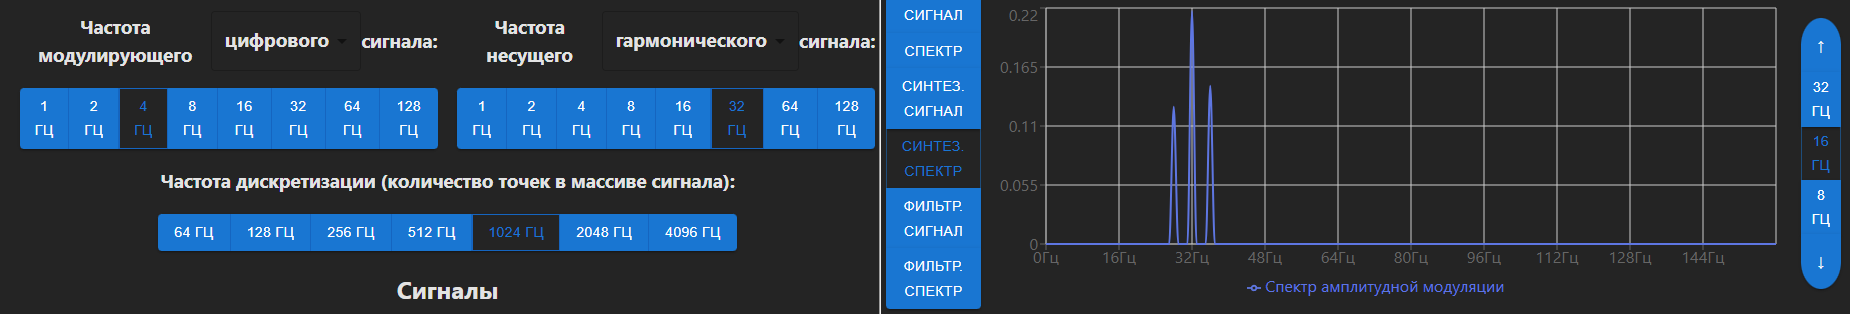 Частота
модулирующего
цифрового
сигнала:
Частота
несущего
гармонического
сигнала:
1
ГЦ
2
ГЦ
4
ГЦ
8
ГЦ
16
ГЦ
32
ГЦ
64
ГЦ
128
ГЦ
1
ГЦ
2
ГЦ
4
ГЦ
8
ГЦ
16
ГЦ
32
ГЦ
64
ГЦ
128
ГЦ
Частота дискретизации (количество точек в массиве сигнала):
64 ГЦ 128 ГЦ 256 ГЦ 512 ГЦ 1024 ГЦ 2048 ГЦ 4096 ГЦ
Сигналы
СИГНАЛ
СПЕКТР
СИНТЕЗ.
СИГНАЛ
СИНТЕЗ.
СПЕКТР
ФИЛЬТР.
СИГНАЛ
ФИЛЬТР.
СПЕКТР
0.22
0.165
0.11
0.055
0
0Гц 16Гц 32Гц 48Гц 64Гц 80Гц 96Гц 112Гц 128Гц 144Гц
Спектр амплитудной модуляции
↑
32
ГЦ
16
ГЦ
8
ГЦ
↓